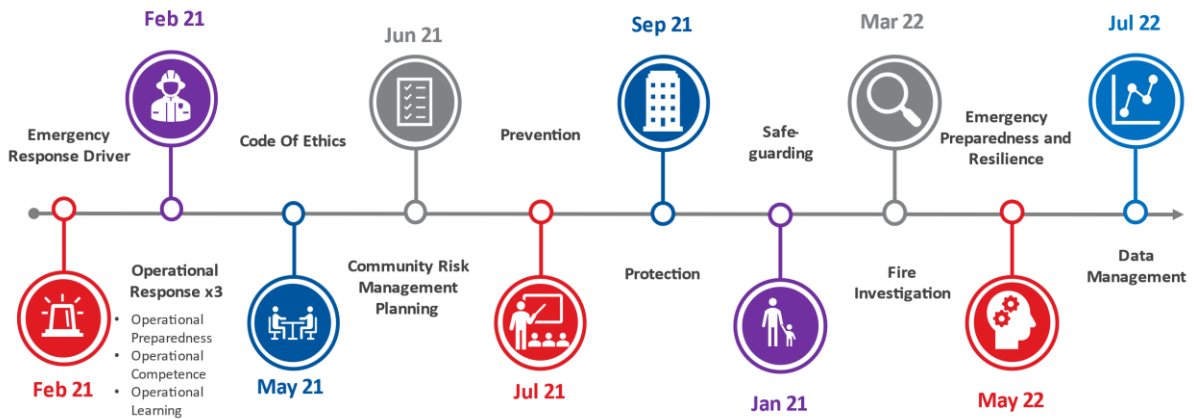 Feb 21
Jun 21
Sep 21
Mar 22
Jul 22
Emergency
Response Driver
Code Of Ethics
Prevention
Safe-
guarding
Emergency
Preparedness and
Resilience
Operational
Response x3
• Operational
Preparedness
• Operational
Competence
• Operational
Learning
Community Risk
Management
Planning
Protection
Fire
Investigation
Data
Management
Feb 21
May 21
Jul 21
Jan 21
May 22